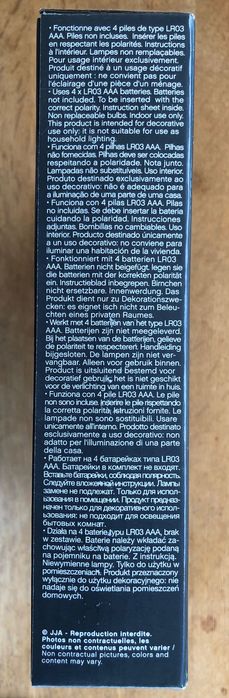 • Fonctionne avec 4 piles de type LR03
AAA. Piles non incluses. Insérer les piles
en respectant les polarités. Instructions
à l'intérieur. Lampes non remplaçables.
Pour usage intérieur exclusivement.
Produit destiné à un usage décoratif
uniquement : ne convient pas pour
l'éclairage d'une pièce d'un ménage.
• Uses 4 x LR03 AAA batteries. Batteries
not included. To be inserted with the
correct polarity. Instruction sheet inside.
Non replaceable bulbs. Indoor use only.
This product is intended for decorative
use only: it is not suitable for use as
household lighting.
• Funciona com 4 pilhas LR03 AAA. Pilhas
não fornecidas. Pilhas deve ser colocadas
respeitando a polaridade. Nota junto.
Lampadas não substituíveis. Uso interior.
Produto destinado exclusivamente ao
uso decorativo: não é adequado para
a iluminação de uma parte de uma casa.
• Funciona con 4 pilas LR03 AAA. Pilas
no incluidas. Se debe insertar la batería
cuidando la polaridad. Instrucciones
adjuntas. Bombillas no cambiables. Uso
interior. Producto destinado únicamente
a un uso decorativo: no conviene para
iluminar una habitación de la vivienda.
• Fonktionniert mit 4 batterien LR03
AAA. Batterien nicht beigefügt, legen sie
die batterien mit der korrekten polarität
ein. Instructieblad inbegrepen. Birnchen
nicht ersetzbare. Innenwendung. Das
Produkt dient nur zu Dekorationszwe-
cken: es eignet isch nicht zum Beleu-
chten eines privaten Raumes.
• Werkt met 4 batterijen van het type LR03
AAA. Batterijen zijn niet meegeleverd.
Bij het plaatsen van de batterijen, gelieve
de polariteit te respecteren. Handleiding
bijgesloten. De lampen zijn niet ver-
vangbaar. Alleen voor gebruik binnen.
Product is uitsluitend bestemd voor
decoratief gebruik, het is niet geschikt
voor de verlichting van een ruimte in huis.
• Funziona con 4 pile LR03 AAA. Le pile
non sono incluse. Inserire le pile rispettando
la corretta polarità, istruzioni fornite. Le
lampade non sono sostituibili. Usare
unicamente all'interno. Prodotto destinato
esclusivamente a uso decorativo: non
adatto per l'illuminazione di una parte
della casa.
• Работает на 4 батарейках типа LR03
AAA. Батарейки в комплект не входят.
Вставьте батарейки, соблюдая полярность.
Следуйте вложенной инструкции. Лампы
замене не подлежат. Только для исполь-
зования в помещении. Продукт предназ-
начен только для декоративного исполь-
зования: не подходит для освещения
бытовых комнат.
• Działa na 4 baterie typu LR03 AAA, brak
w zestawie. Baterie należy wkładać za-
chowując właściwą polaryzację podaną
na pojemniku na baterie. Z instrukcją.
Niewymienne lampy. Tylko do użytku w
pomieszczeniach. Produkt przeznaczony
wyłącznie do użytku dekoracyjnego: nie
nadaje się do oświetlania pomieszczeń
domowych.
© JJA - Reproduction interdite.
Photos non contractuelles, les
couleurs et contenus peuvent varier /
Non contractual pictures, colors and
content may vary.